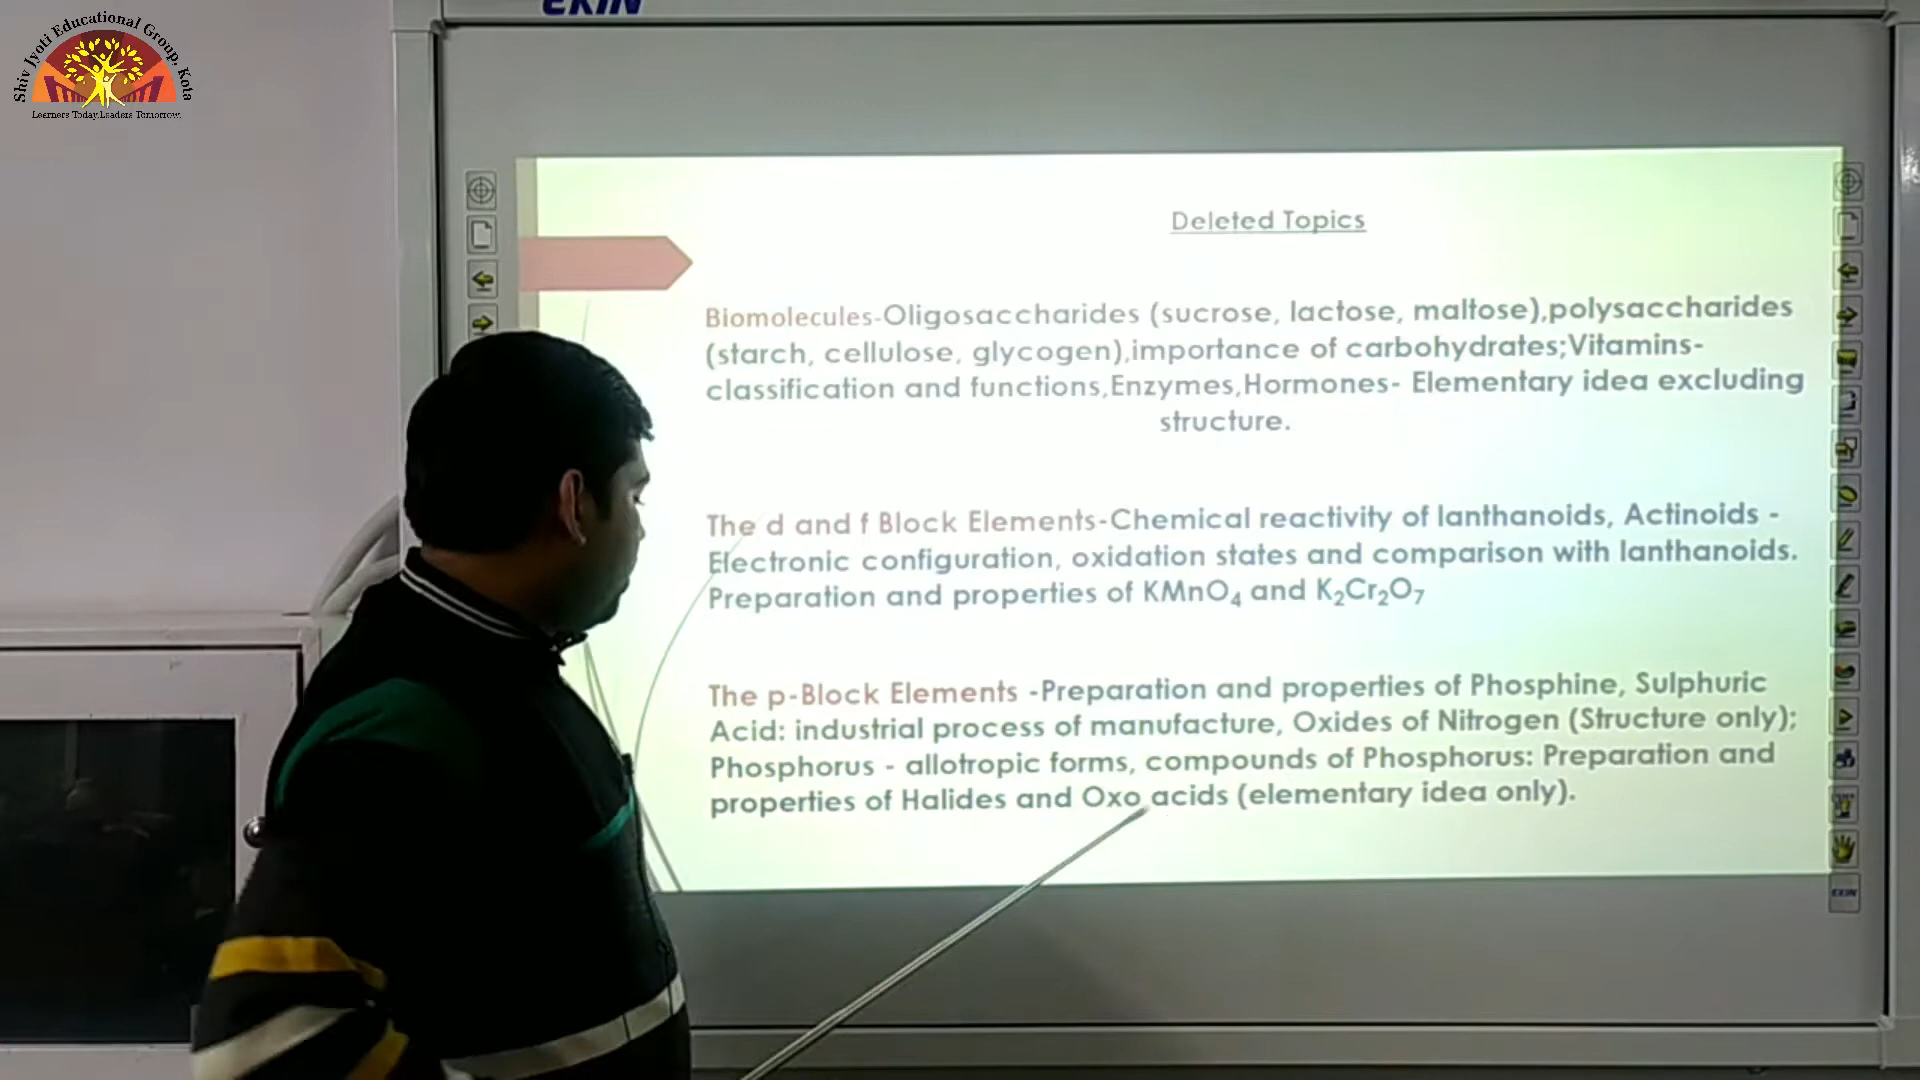 EKIN
Shiv Jyoti Educational Group, Kota
Learners Today.Leaders Tomorrow.
Deleted Topics
Biomolecules-Oligosaccharides (sucrose, lactose, maltose),polysaccharides
(starch, cellulose, glycogen),importance of carbohydrates;Vitamins-
classification and functions,Enzymes,Hormones- Elementary idea excluding
structure.
The d and f Block Elements-Chemical reactivity of lanthanoids, Actinoids -
Electronic configuration, oxidation states and comparison with lanthanoids.
Preparation and properties of KMnO₄ and K₂Cr₂O₇
The p-Block Elements -Preparation and properties of Phosphine, Sulphuric
Acid: industrial process of manufacture, Oxides of Nitrogen (Structure only);
Phosphorus - allotropic forms, compounds of Phosphorus: Preparation and
properties of Halides and Oxo acids (elementary idea only).
EKIN